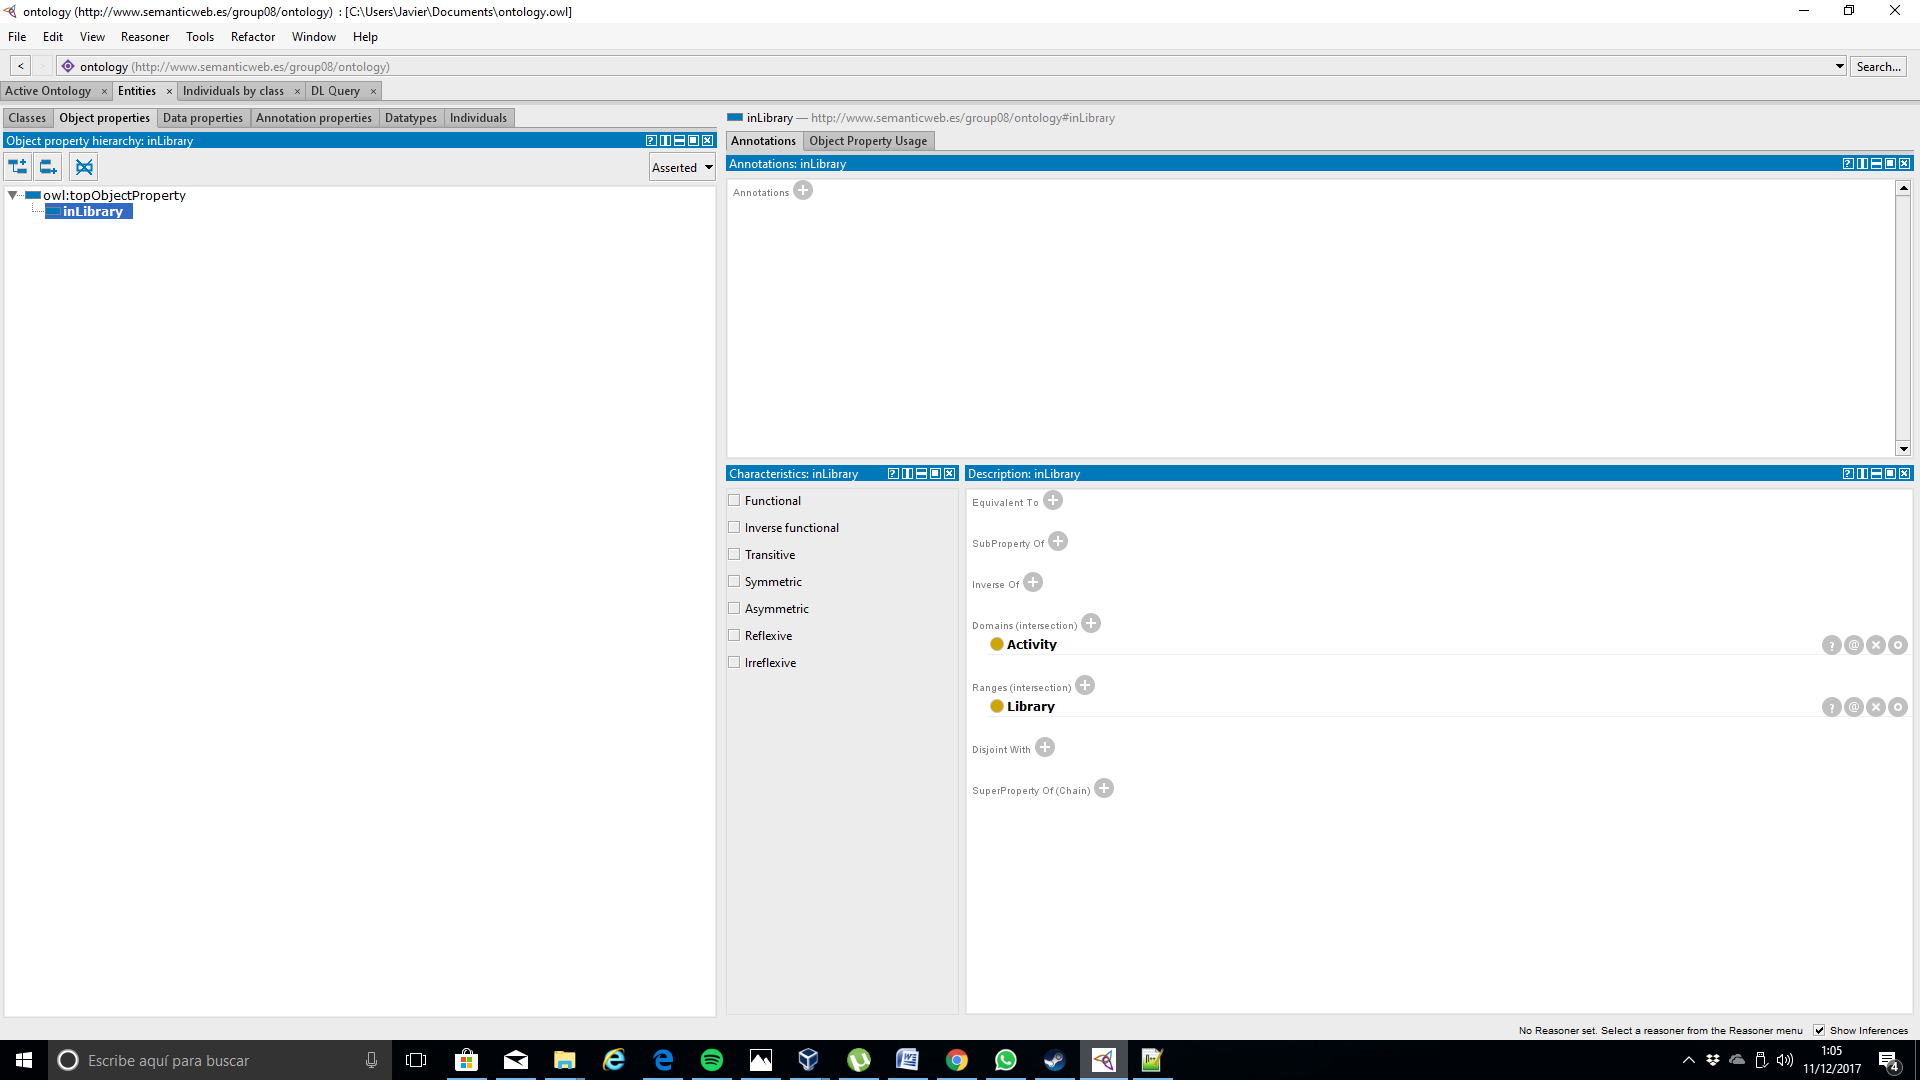 ontology (http://www.semanticweb.es/group08/ontology) : [C:\Users\Javier\Documents\ontology.owl]
File Edit View Reasoner Tools Refactor Window Help
< > ontology (http://www.semanticweb.es/group08/ontology) Search...
Active Ontology × Entities × Individuals by class × DL Query ×
Classes Object properties Data properties Annotation properties Datatypes Individuals
Object property hierarchy: inLibrary
Asserted
owl:topObjectProperty
inLibrary
inLibrary — http://www.semanticweb.es/group08/ontology#inLibrary
Annotations Object Property Usage
Annotations: inLibrary
Annotations
Characteristics: inLibrary
Functional
Inverse functional
Transitive
Symmetric
Asymmetric
Reflexive
Irreflexive
Description: inLibrary
Equivalent To
SubProperty Of
Inverse Of
Domains (intersection)
Activity
Ranges (intersection)
Library
Disjoint With
SuperProperty Of (Chain)
No Reasoner set. Select a reasoner from the Reasoner menu Show Inferences
Escribe aquí para buscar
1:05
11/12/2017
4